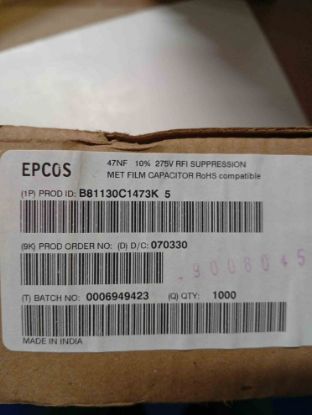 EPCOS
47NF 10% 275V RFI SUPPRESSION
MET FILM CAPACITOR RoHS compatible
(1P) PROD ID: B81130C1473K 5
(9K) PROD ORDER NO: (D) D/C: 070330
9008045
(T) BATCH NO: 0006949423 (Q) QTY: 1000
MADE IN INDIA